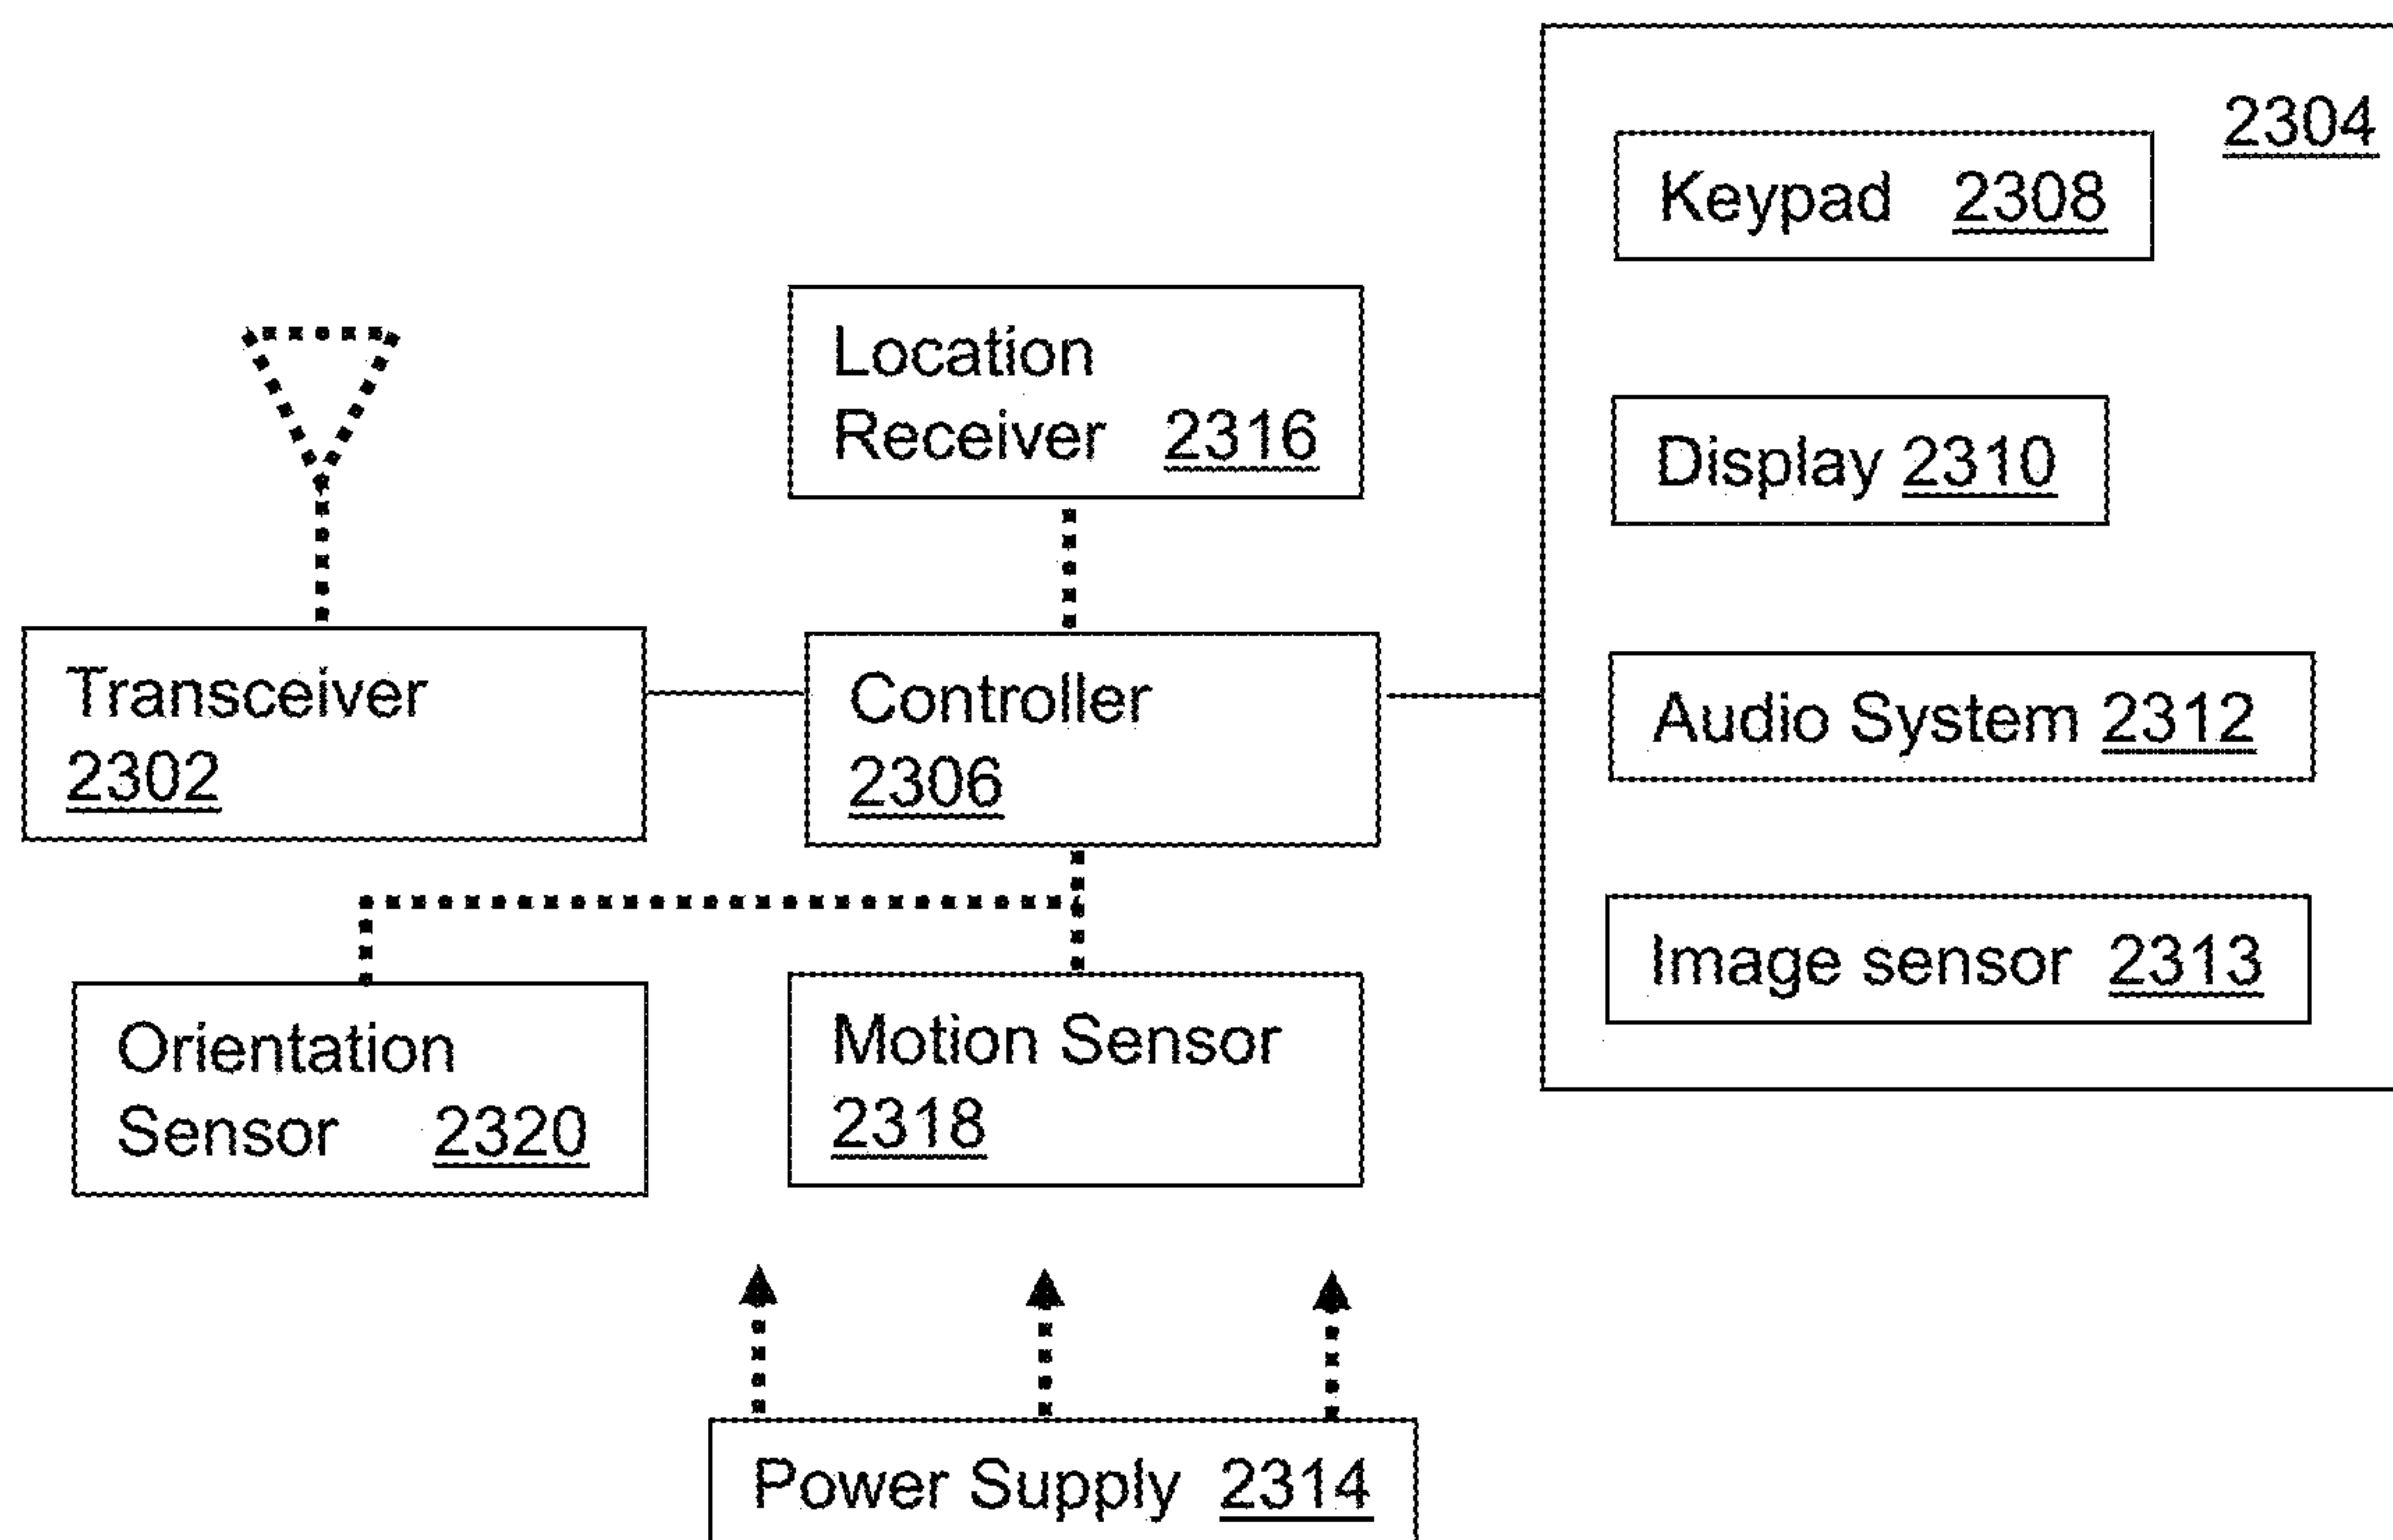 2304
Keypad 2308
Location
Receiver 2316
Display 2310
Transceiver
2302
Controller
2306
Audio System 2312
Image sensor 2313
Orientation
Sensor 2320
Motion Sensor
2318
Power Supply 2314